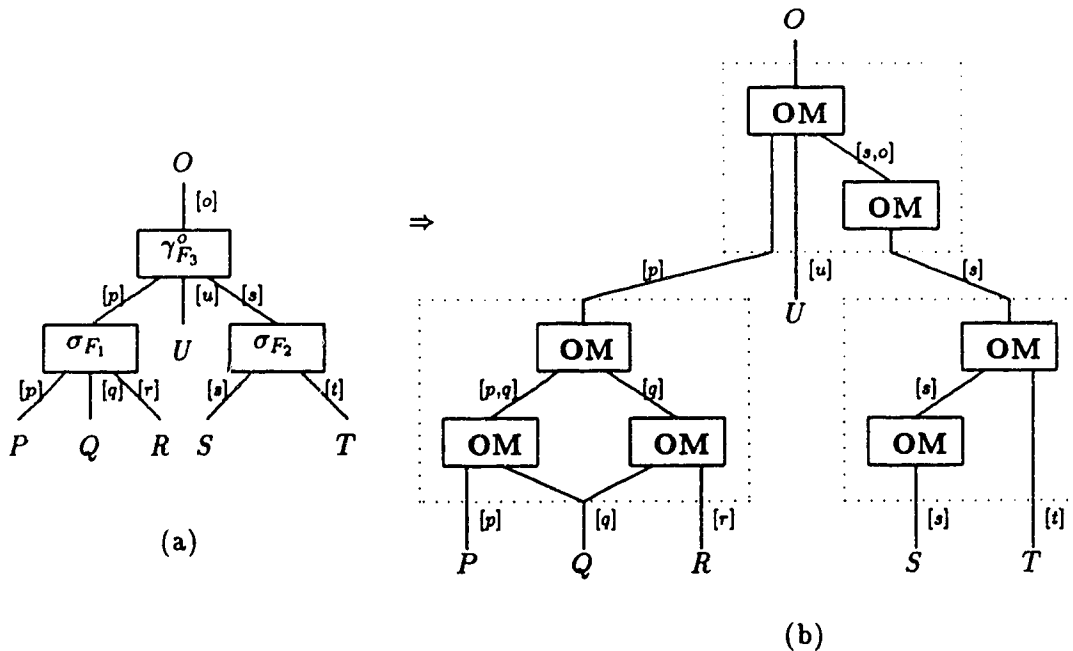 O
[o]
γ^o_{F_3}
[p] [u] [s]
σ_{F_1} U σ_{F_2}
[p] [q] [r] [s] [t]
P Q R S T
(a)
⇒
O
OM
[s,o]
OM
[p] [u] [s]
U
OM OM
[p,q] [q] [s]
OM OM OM
[p] [q] [r] [s] [t]
P Q R S T
(b)